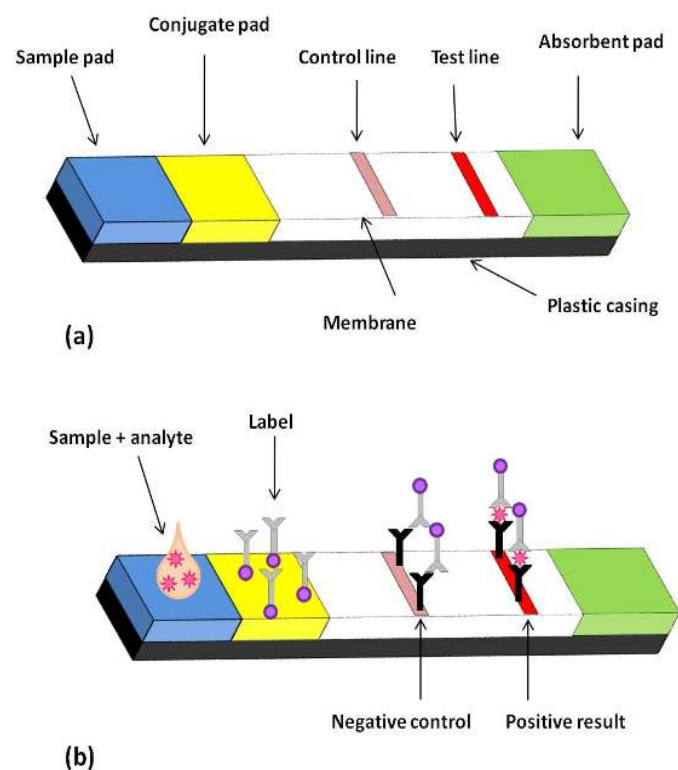 Conjugate pad
Sample pad
Control line
Test line
Absorbent pad
Membrane
Plastic casing
(a)
Label
Sample + analyte
Negative control
Positive result
(b)